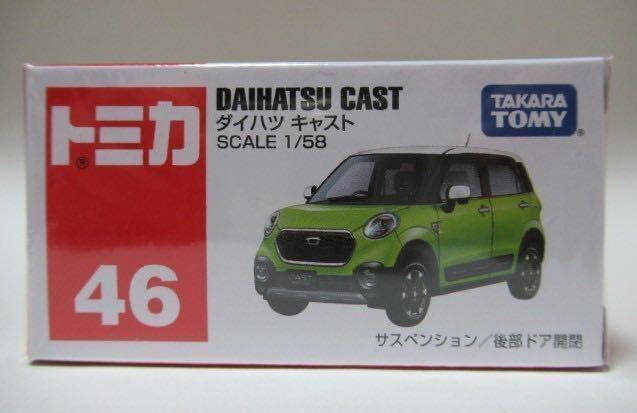 トミカ
®
46
DAIHATSU CAST
ダイハツ キャスト
SCALE 1/58
TAKARA
TOMY
サスペンション/後部ドア開閉